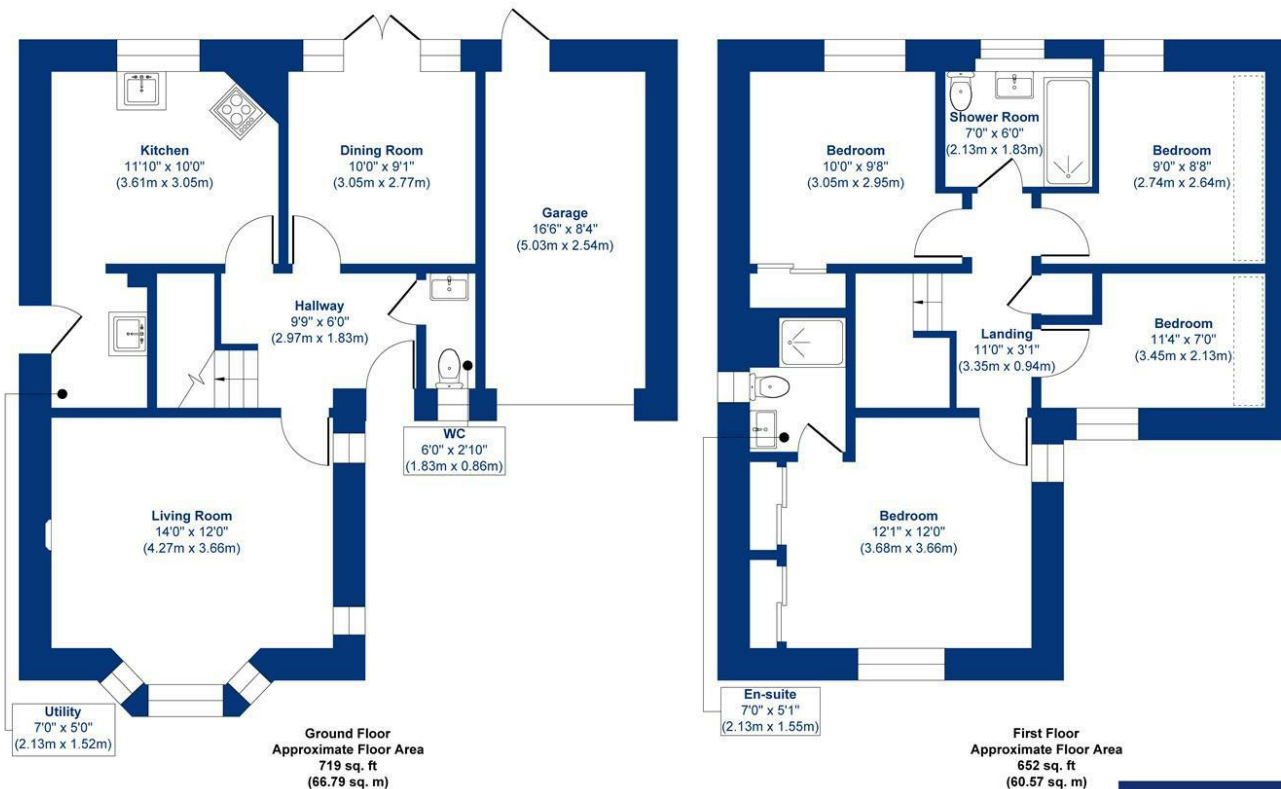 Kitchen
11'10" x 10'0"
(3.61m x 3.05m)
Dining Room
10'0" x 9'1"
(3.05m x 2.77m)
Garage
16'6" x 8'4"
(5.03m x 2.54m)
Hallway
9'9" x 6'0"
(2.97m x 1.83m)
WC
6'0" x 2'10"
(1.83m x 0.86m)
Living Room
14'0" x 12'0"
(4.27m x 3.66m)
Utility
7'0" x 5'0"
(2.13m x 1.52m)
Ground Floor
Approximate Floor Area
719 sq. ft
(66.79 sq. m)
Bedroom
10'0" x 9'8"
(3.05m x 2.95m)
Shower Room
7'0" x 6'0"
(2.13m x 1.83m)
Bedroom
9'0" x 8'8"
(2.74m x 2.64m)
Landing
11'0" x 3'1"
(3.35m x 0.94m)
Bedroom
11'4" x 7'0"
(3.45m x 2.13m)
Bedroom
12'1" x 12'0"
(3.68m x 3.66m)
En-suite
7'0" x 5'1"
(2.13m x 1.55m)
First Floor
Approximate Floor Area
652 sq. ft
(60.57 sq. m)